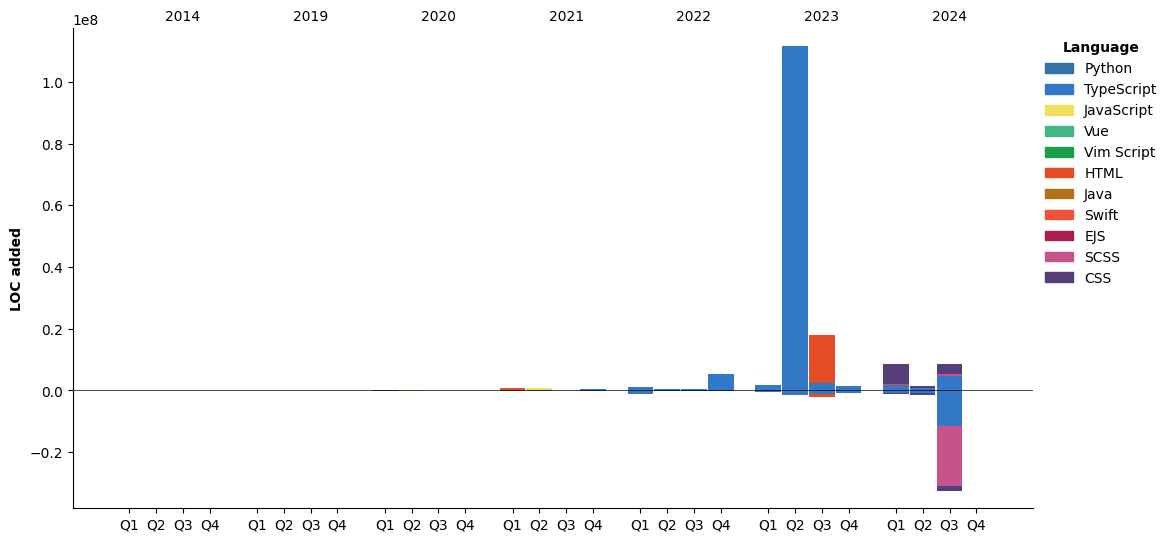 1e8
2014 2019 2020 2021 2022 2023 2024
Language
Python
TypeScript
JavaScript
Vue
Vim Script
HTML
Java
Swift
EJS
SCSS
CSS
LOC added
1.0
0.8
0.6
0.4
0.2
0.0
−0.2
Q1 Q2 Q3 Q4 Q1 Q2 Q3 Q4 Q1 Q2 Q3 Q4 Q1 Q2 Q3 Q4 Q1 Q2 Q3 Q4 Q1 Q2 Q3 Q4 Q1 Q2 Q3 Q4